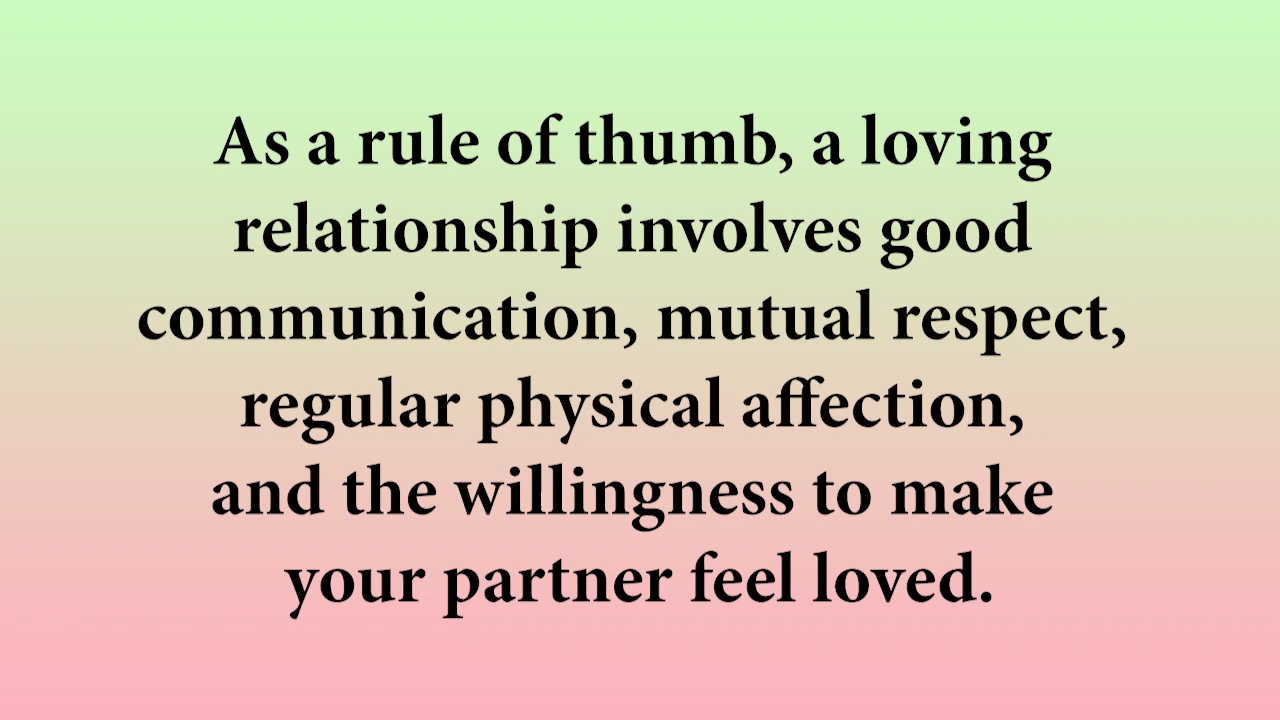 As a rule of thumb, a loving
relationship involves good
communication, mutual respect,
regular physical affection,
and the willingness to make
your partner feel loved.